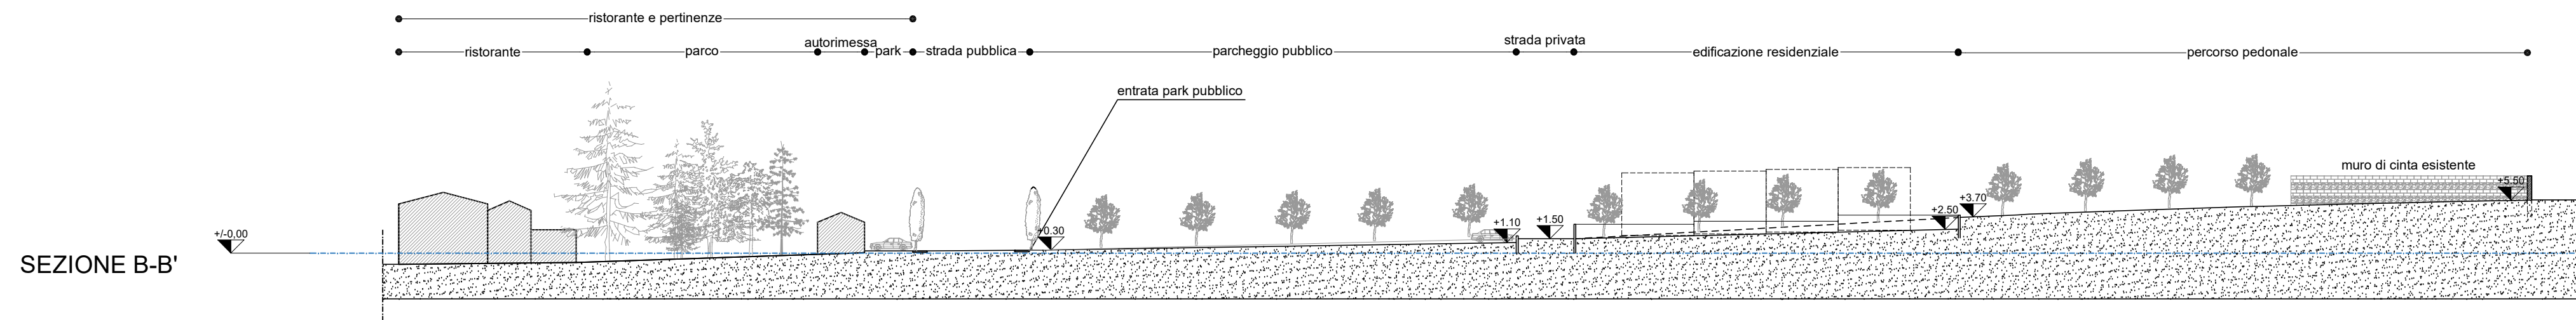 ristorante e pertinenze
ristorante
parco
autorimessa
park
strada pubblica
parcheggio pubblico
strada privata
edificazione residenziale
percorso pedonale
entrata park pubblico
muro di cinta esistente
+5.50
+3.70
+2.50
+1.10
+1.50
+0.30
+/-0,00
SEZIONE B-B'